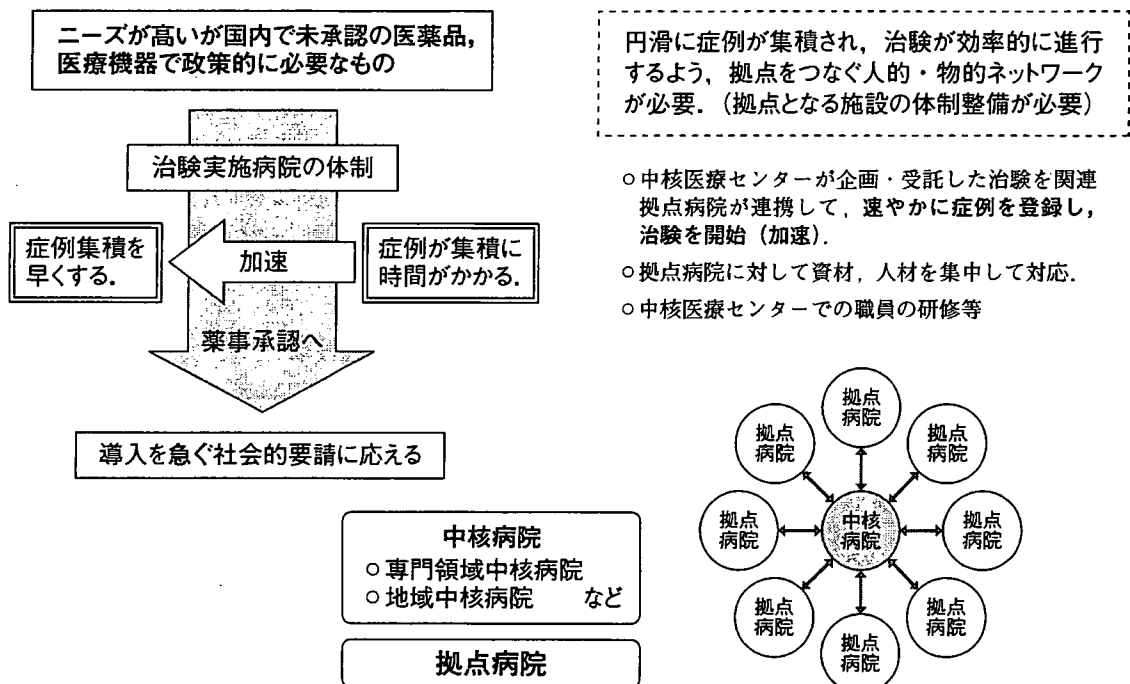 ニーズが高いが国内で未承認の医薬品,
医療機器で政策的に必要なもの
治験実施病院の体制
症例集積を
早くする.
加速
症例が集積に
時間がかかる.
薬事承認へ
導入を急ぐ社会的要請に応える
円滑に症例が集積され, 治験が効率的に進行
するよう, 拠点をつなぐ人的・物的ネットワーク
が必要. (拠点となる施設の体制整備が必要)
○中核医療センターが企画・受託した治験を関連
拠点病院が連携して, 速やかに症例を登録し,
治験を開始 (加速).
○拠点病院に対して資材, 人材を集中して対応.
○中核医療センターでの職員の研修等
中核病院
○専門領域中核病院
○地域中核病院 など
拠点病院
拠点
病院
拠点
病院
拠点
病院
拠点
病院
中核
病院
拠点
病院
拠点
病院
拠点
病院
拠点
病院